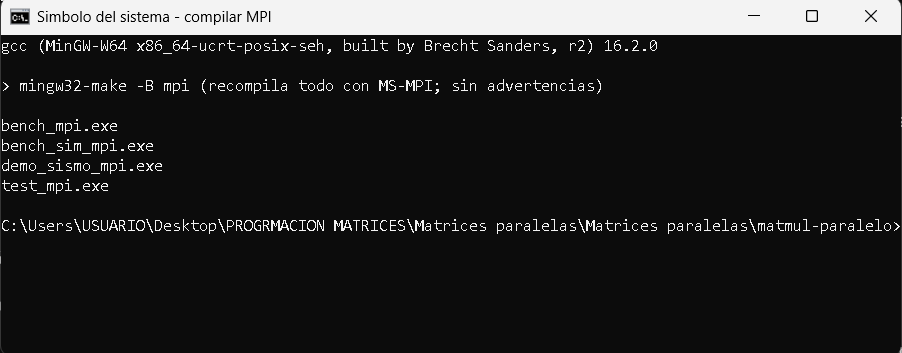 Simbolo del sistema - compilar MPI
gcc (MinGW-W64 x86_64-ucrt-posix-seh, built by Brecht Sanders, r2) 16.2.0
> mingw32-make -B mpi (recompila todo con MS-MPI; sin advertencias)
bench_mpi.exe
bench_sim_mpi.exe
demo_sismo_mpi.exe
test_mpi.exe
C:\Users\USUARIO\Desktop\PROGRMACION MATRICES\Matrices paralelas\Matrices paralelas\matmul-paralelo>